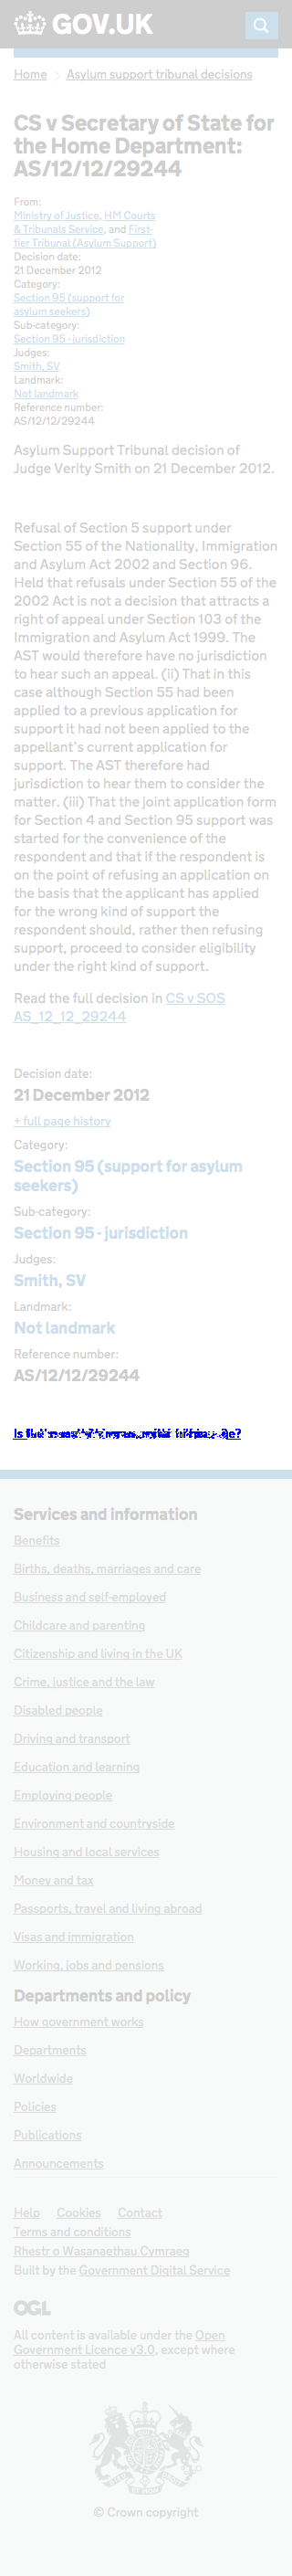 GOV.UK
Home > Asylum support tribunal decisions
CS v Secretary of State for
the Home Department:
AS/12/12/29244
From:
Ministry of Justice, HM Courts
& Tribunals Service, and First-
tier Tribunal (Asylum Support)
Decision date:
21 December 2012
Category:
Section 95 (support for
asylum seekers)
Sub-category:
Section 95 - jurisdiction
Judges:
Smith, SV
Landmark:
Not landmark
Reference number:
AS/12/12/29244
Asylum Support Tribunal decision of
Judge Verity Smith on 21 December 2012.
Refusal of Section 5 support under
Section 55 of the Nationality, Immigration
and Asylum Act 2002 and Section 96.
Held that refusals under Section 55 of the
2002 Act is not a decision that attracts a
right of appeal under Section 103 of the
Immigration and Asylum Act 1999. The
AST would therefore have no jurisdiction
to hear such an appeal. (ii) That in this
case although Section 55 had been
applied to a previous application for
support it had not been applied to the
appellant's current application for
support. The AST therefore had
jurisdiction to hear them to consider the
matter. (iii) That the joint application form
for Section 4 and Section 95 support was
started for the convenience of the
respondent and that if the respondent is
on the point of refusing an application on
the basis that the applicant has applied
for the wrong kind of support the
respondent should, rather then refusing
support, proceed to consider eligibility
under the right kind of support.
Read the full decision in CS v SOS
AS_12_12_29244
Decision date:
21 December 2012
+ full page history
Category:
Section 95 (support for asylum
seekers)
Sub-category:
Section 95 - jurisdiction
Judges:
Smith, SV
Landmark:
Not landmark
Reference number:
AS/12/12/29244
Is
Services and information
Benefits
Births, deaths, marriages and care
Business and self-employed
Childcare and parenting
Citizenship and living in the UK
Crime, justice and the law
Disabled people
Driving and transport
Education and learning
Employing people
Environment and countryside
Housing and local services
Money and tax
Passports, travel and living abroad
Visas and immigration
Working, jobs and pensions
Departments and policy
How government works
Departments
Worldwide
Policies
Publications
Announcements
Help Cookies Contact
Terms and conditions
Rhestr o Wasanaethau Cymraeg
Built by the Government Digital Service
OGL
All content is available under the Open
Government Licence v3.0, except where
otherwise stated
© Crown copyright